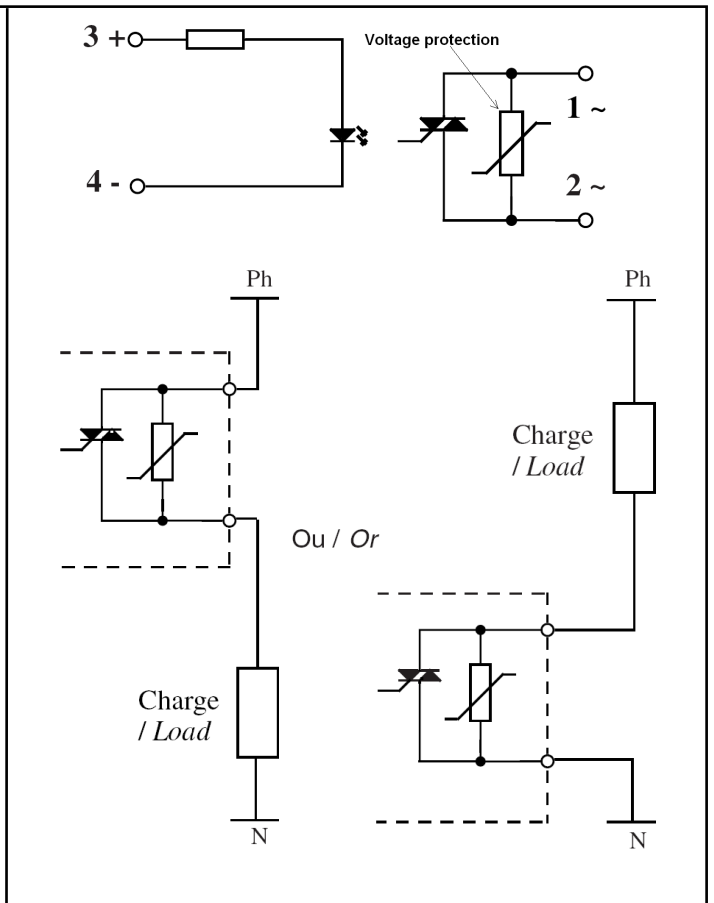 3 +
Voltage protection
1 ~
4 -
2 ~
Ph
Ph
Charge
/ Load
Ou / Or
Charge
/ Load
N
N